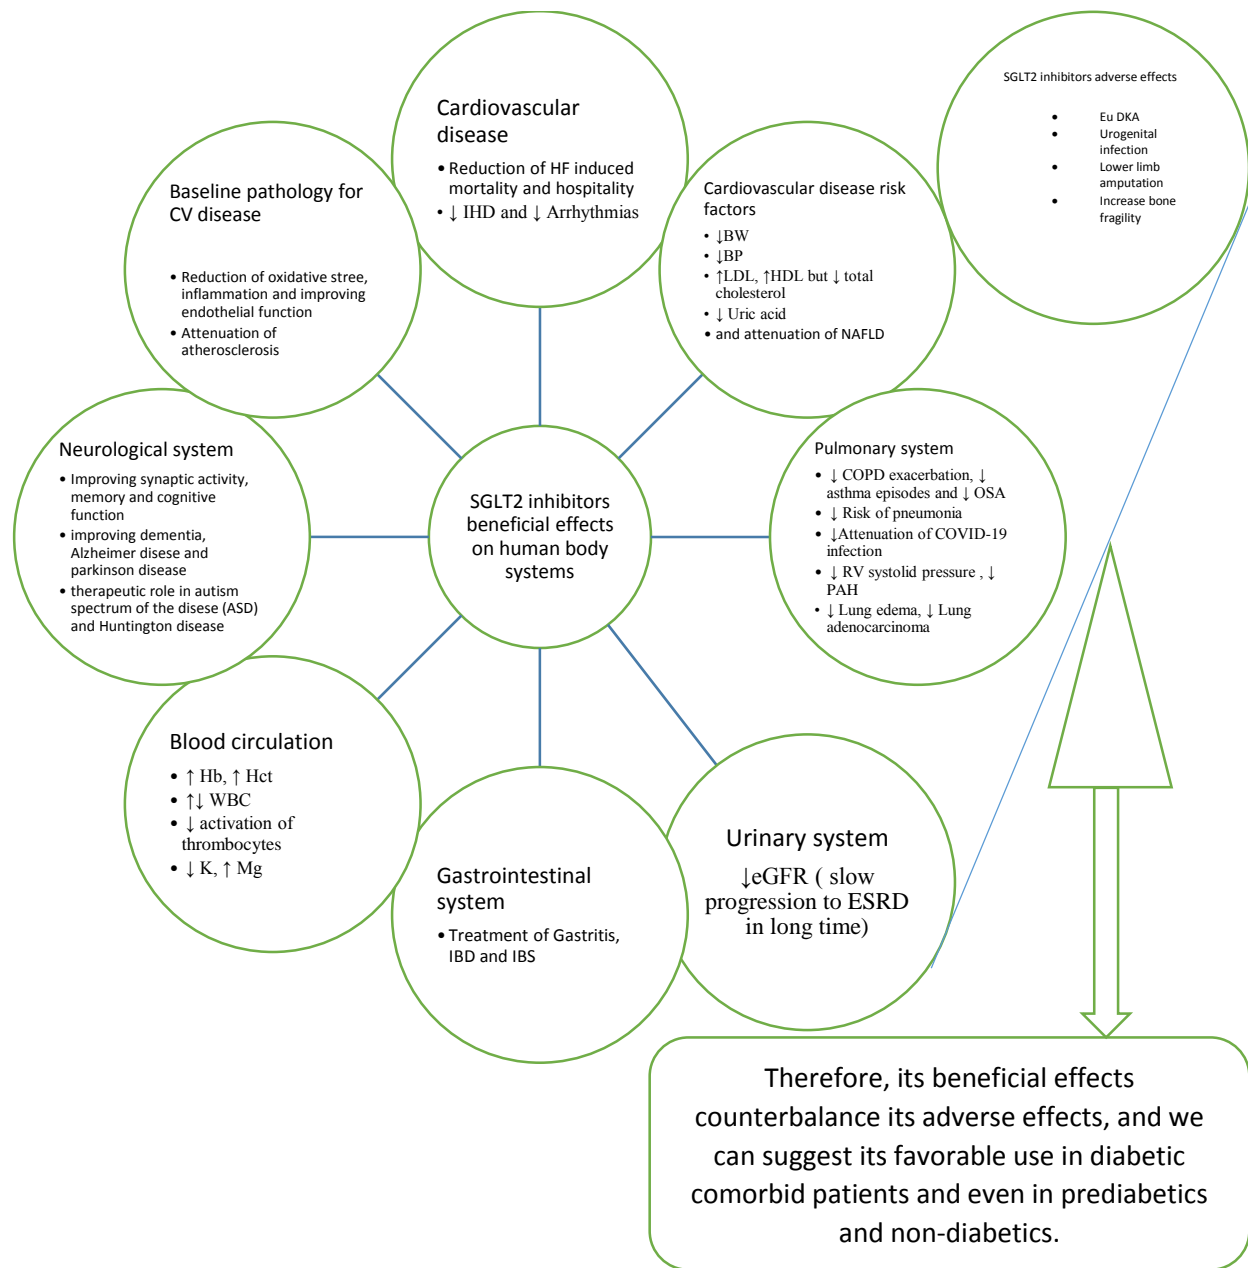 SGLT2 inhibitors adverse effects
• Eu DKA
• Urogenital
infection
• Lower limb
amputation
• Increase bone
fragility
Cardiovascular
disease
• Reduction of HF induced
mortality and hospitality
• ↓ IHD and ↓ Arrhythmias
Baseline pathology for
CV disease
• Reduction of oxidative stree,
inflammation and improving
endothelial function
• Attenuation of
atherosclerosis
Cardiovascular disease risk
factors
• ↓BW
• ↓BP
• ↑LDL, ↑HDL but ↓ total
cholesterol
• ↓ Uric acid
• and attenuation of NAFLD
Neurological system
• Improving synaptic activity,
memory and cognitive
function
• improving dementia,
Alzheimer disese and
parkinson disease
• therapeutic role in autism
spectrum of the disese (ASD)
and Huntington disease
SGLT2 inhibitors
beneficial effects
on human body
systems
Pulmonary system
• ↓ COPD exacerbation, ↓
asthma episodes and ↓ OSA
• ↓ Risk of pneumonia
• ↓Attenuation of COVID-19
infection
• ↓ RV systolid pressure , ↓
PAH
• ↓ Lung edema, ↓ Lung
adenocarcinoma
Blood circulation
• ↑ Hb, ↑ Hct
• ↑↓ WBC
• ↓ activation of
thrombocytes
• ↓ K, ↑ Mg
Gastrointestinal
system
• Treatment of Gastritis,
IBD and IBS
Urinary system
↓eGFR ( slow
progression to ESRD
in long time)
Therefore, its beneficial effects
counterbalance its adverse effects, and we
can suggest its favorable use in diabetic
comorbid patients and even in prediabetics
and non-diabetics.